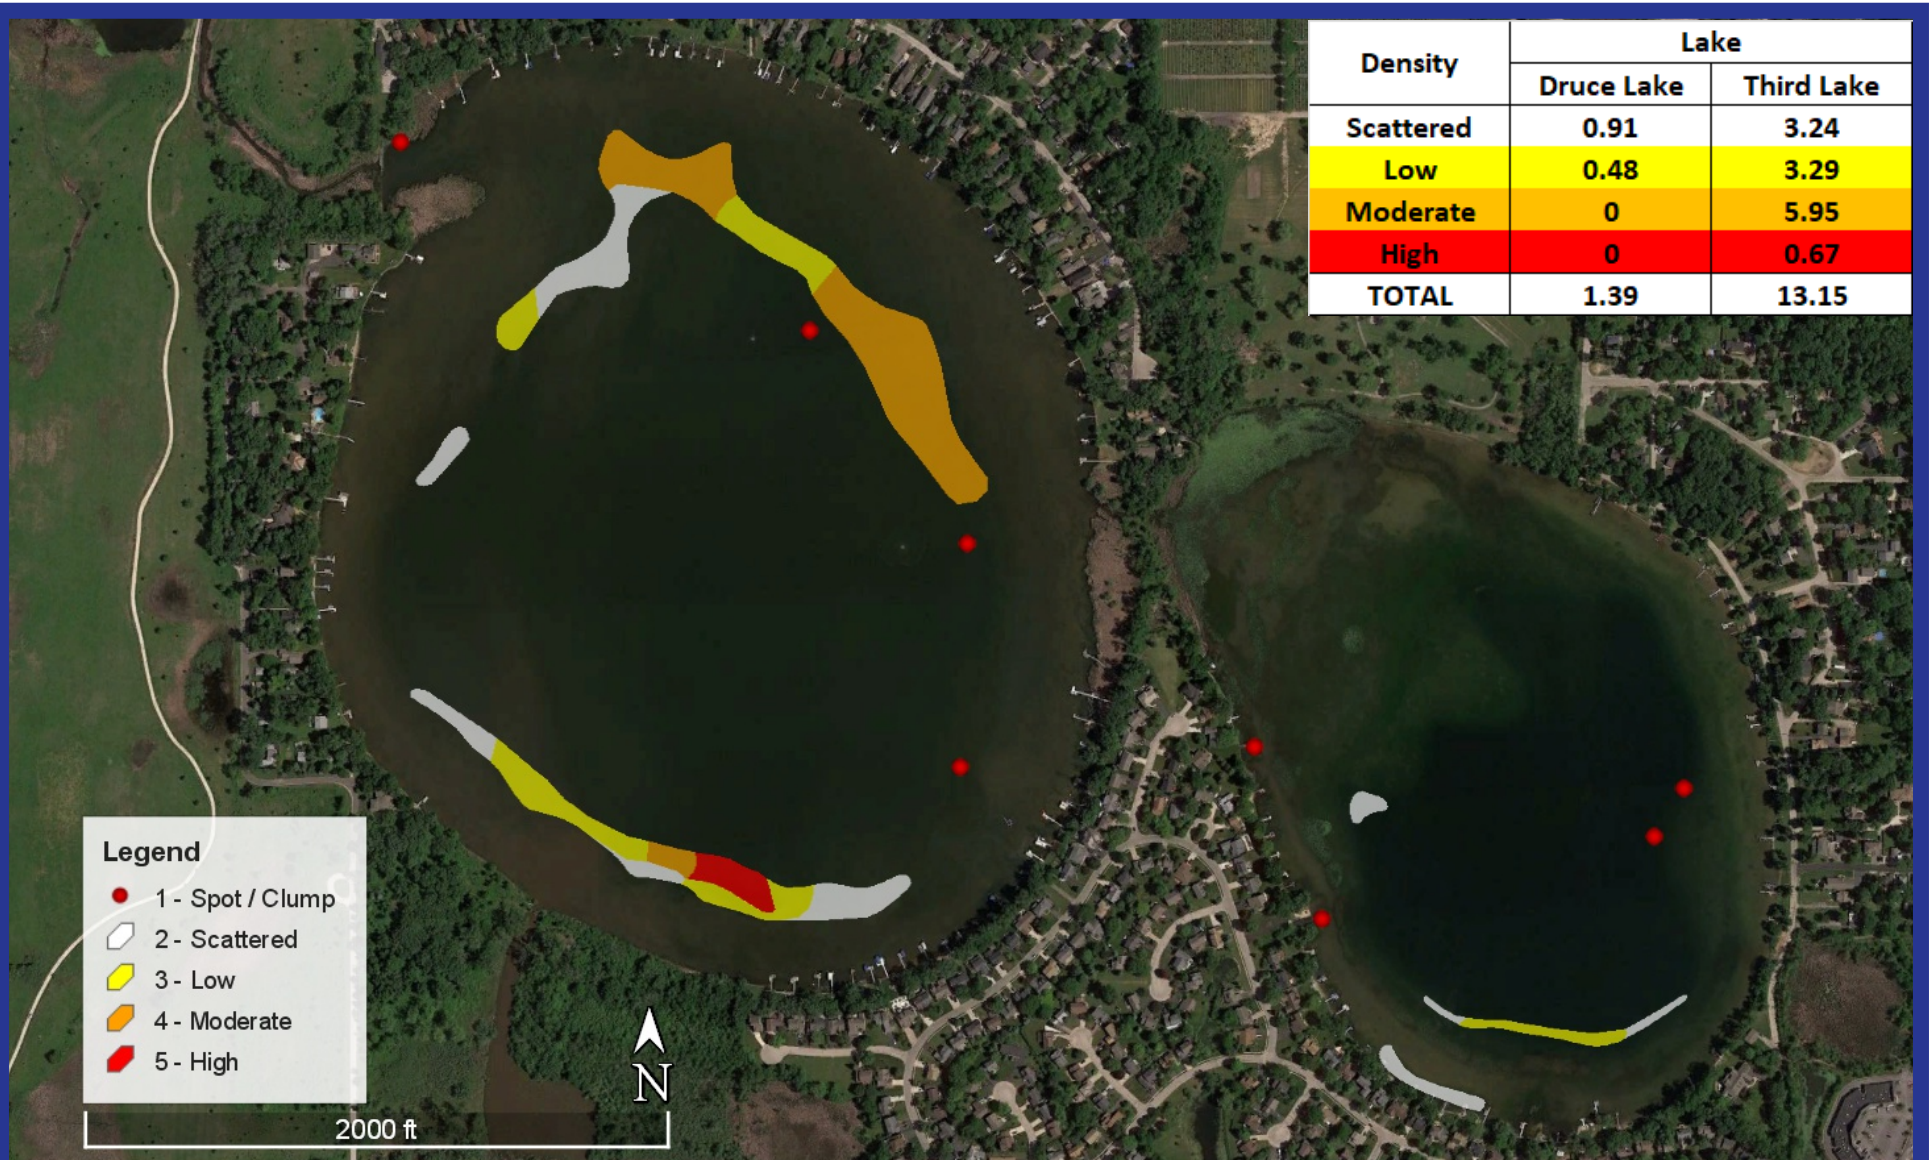 Density Lake
Druce Lake Third Lake
Scattered 0.91 3.24
Low 0.48 3.29
Moderate 0 5.95
High 0 0.67
TOTAL 1.39 13.15
Legend
1 - Spot / Clump
2 - Scattered
3 - Low
4 - Moderate
5 - High
N
2000 ft